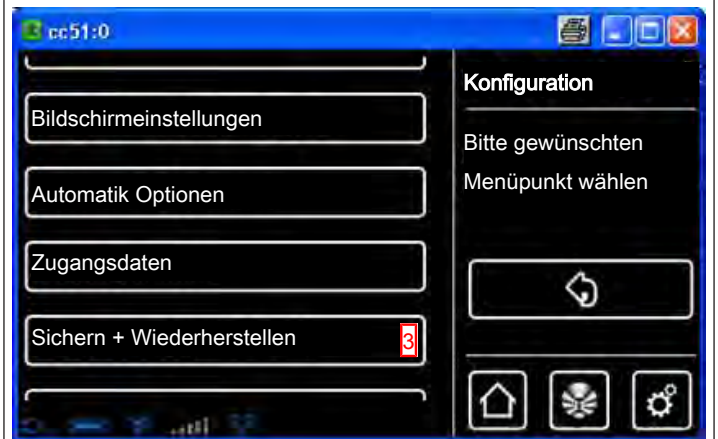 cc51:0
Bildschirmeinstellungen
Automatik Optionen
Zugangsdaten
Sichern + Wiederherstellen 3
Konfiguration
Bitte gewünschten
Menüpunkt wählen